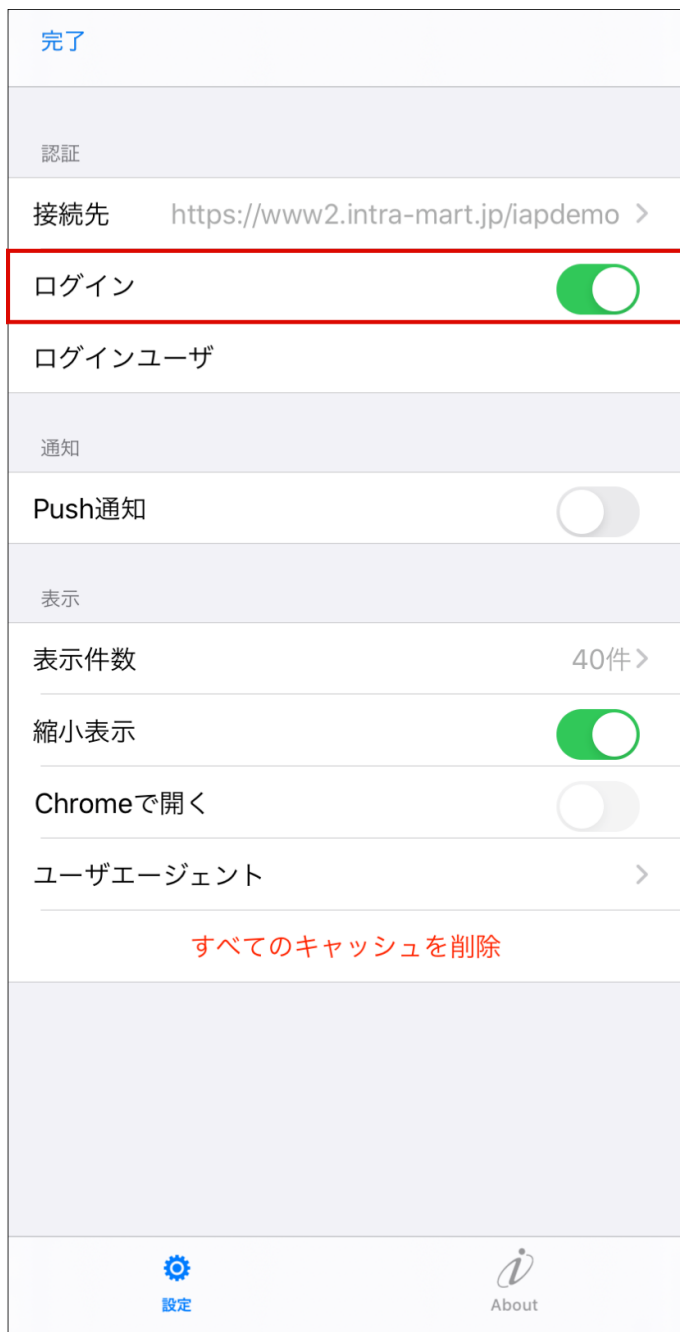 完了
認証
接続先 https://www2.intra-mart.jp/iapdemo
ログイン
ログインユーザ
通知
Push通知
表示
表示件数 40件
縮小表示
Chromeで開く
ユーザエージェント
すべてのキャッシュを削除
設定 About